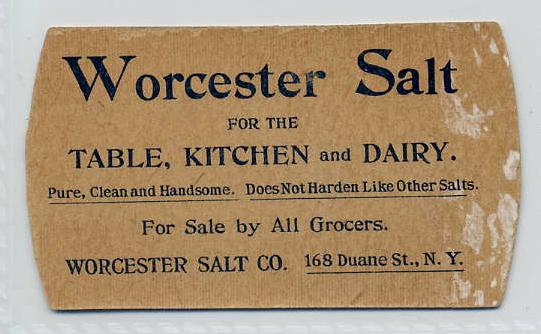 Worcester Salt
FOR THE
TABLE, KITCHEN and DAIRY.
Pure, Clean and Handsome. Does Not Harden Like Other Salts.
For Sale by All Grocers.
WORCESTER SALT CO. 168 Duane St., N. Y.